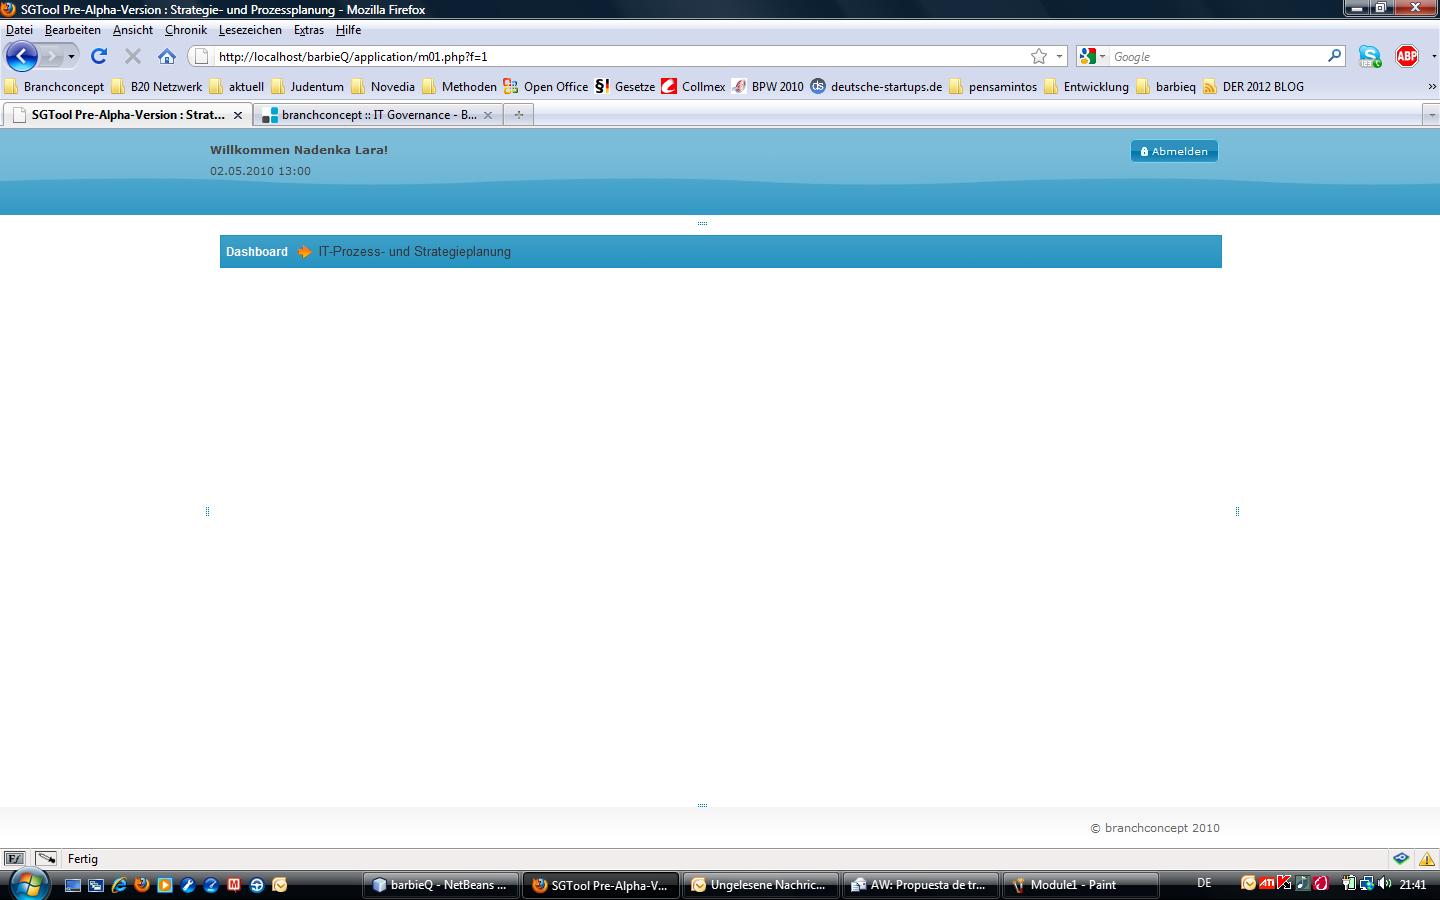 SGTool Pre-Alpha-Version : Strategie- und Prozessplanung - Mozilla Firefox
Datei Bearbeiten Ansicht Chronik Lesezeichen Extras Hilfe
http://localhost/barbieQ/application/m01.php?f=1 Google ABP
Branchconcept B20 Netzwerk aktuell Judentum Novedia Methoden Open Office §! Gesetze Collmex BPW 2010 ds deutsche-startups.de pensamintos Entwicklung barbieq DER 2012 BLOG »
SGTool Pre-Alpha-Version : Strat... branchconcept :: IT Governance - B...
Willkommen Nadenka Lara! Abmelden
02.05.2010 13:00
Dashboard IT-Prozess- und Strategieplanung
© branchconcept 2010
Fertig
barbieQ - NetBeans ... SGTool Pre-Alpha-V... Ungelesene Nachric... AW: Propuesta de tr... Module1 - Paint DE ATI 21:41